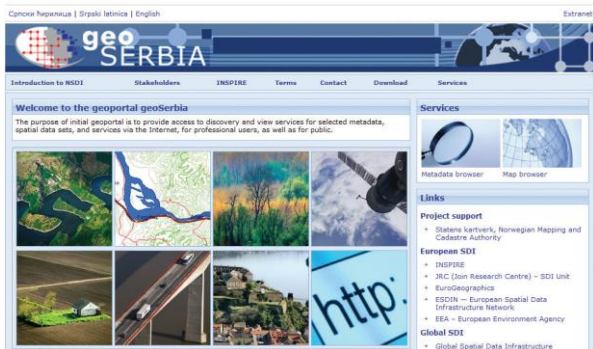 Српски ћирилица | Srpski latinica | English
Extranet
geo
SERBIA
Introduction to NSDI
Stakeholders
INSPIRE
Terms
Contact
Download
Services
Welcome to the geoportal geoSerbia
The purpose of initial geoportal is to provide access to discovery and view services for selected metadata,
spatial data sets, and services via the Internet, for professional users, as well as for public.
http:
Services
Metadata browser
Map browser
Links
Project support
Statens kartverk, Norwegian Mapping and
Cadastre Authority
European SDI
INSPIRE
JRC (Join Research Centre) – SDI Unit
EuroGeographics
ESDIN — European Spatial Data
Infrastructure Network
EEA – European Environment Agency
Global SDI
Global Spatial Data Infrastructure